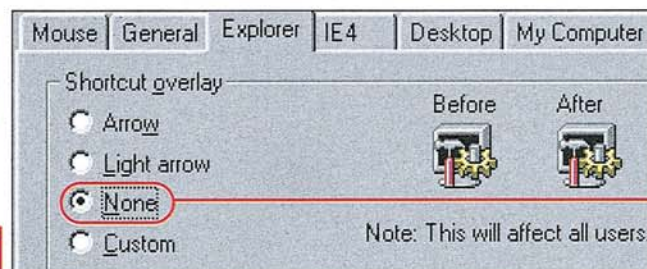 Mouse General Explorer IE4 Desktop My Computer
Shortcut overlay
Before After
Arrow
Light arrow
None
Note: This will affect all users
Custom